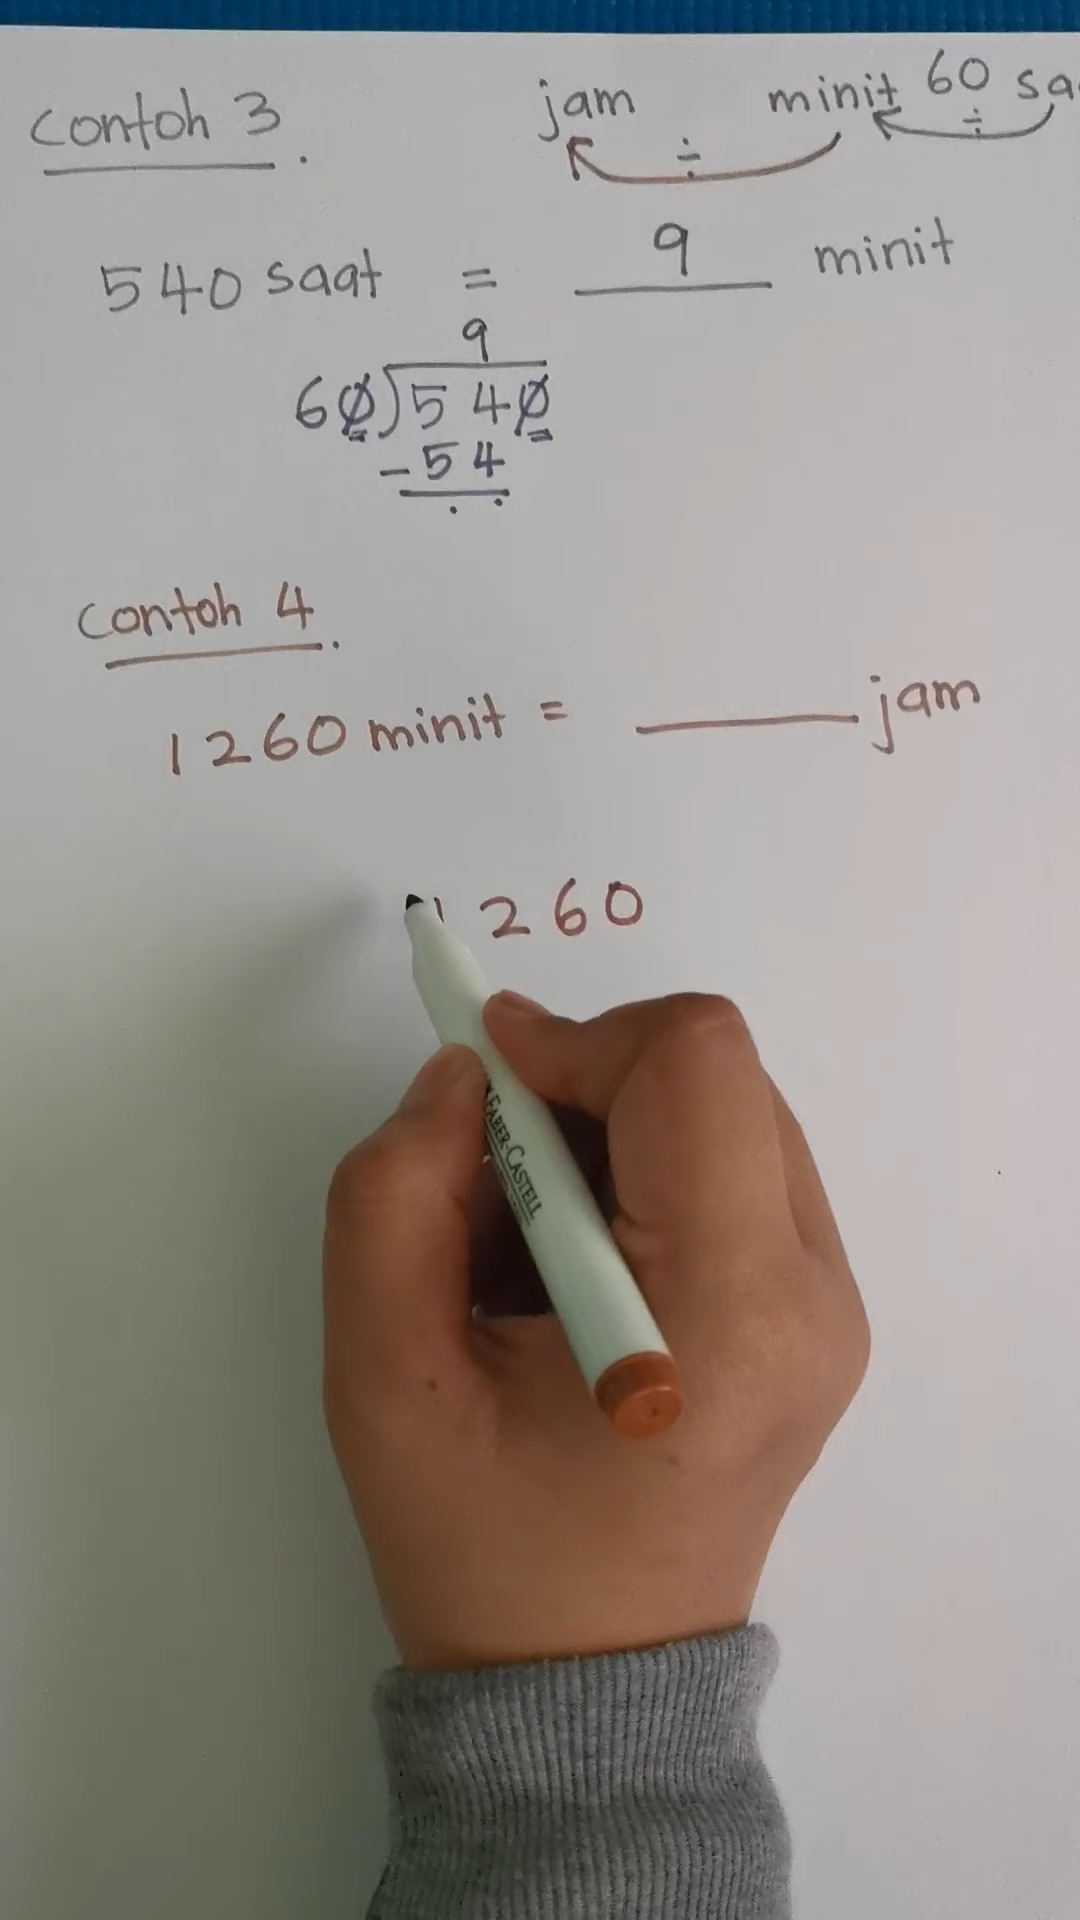 Contoh 3.
jam minit 60 sa
÷ ÷
540 saat = 9 minit
9
60)540
-54
Contoh 4.
1260 minit = ____ jam
1260
FABER-CASTELL